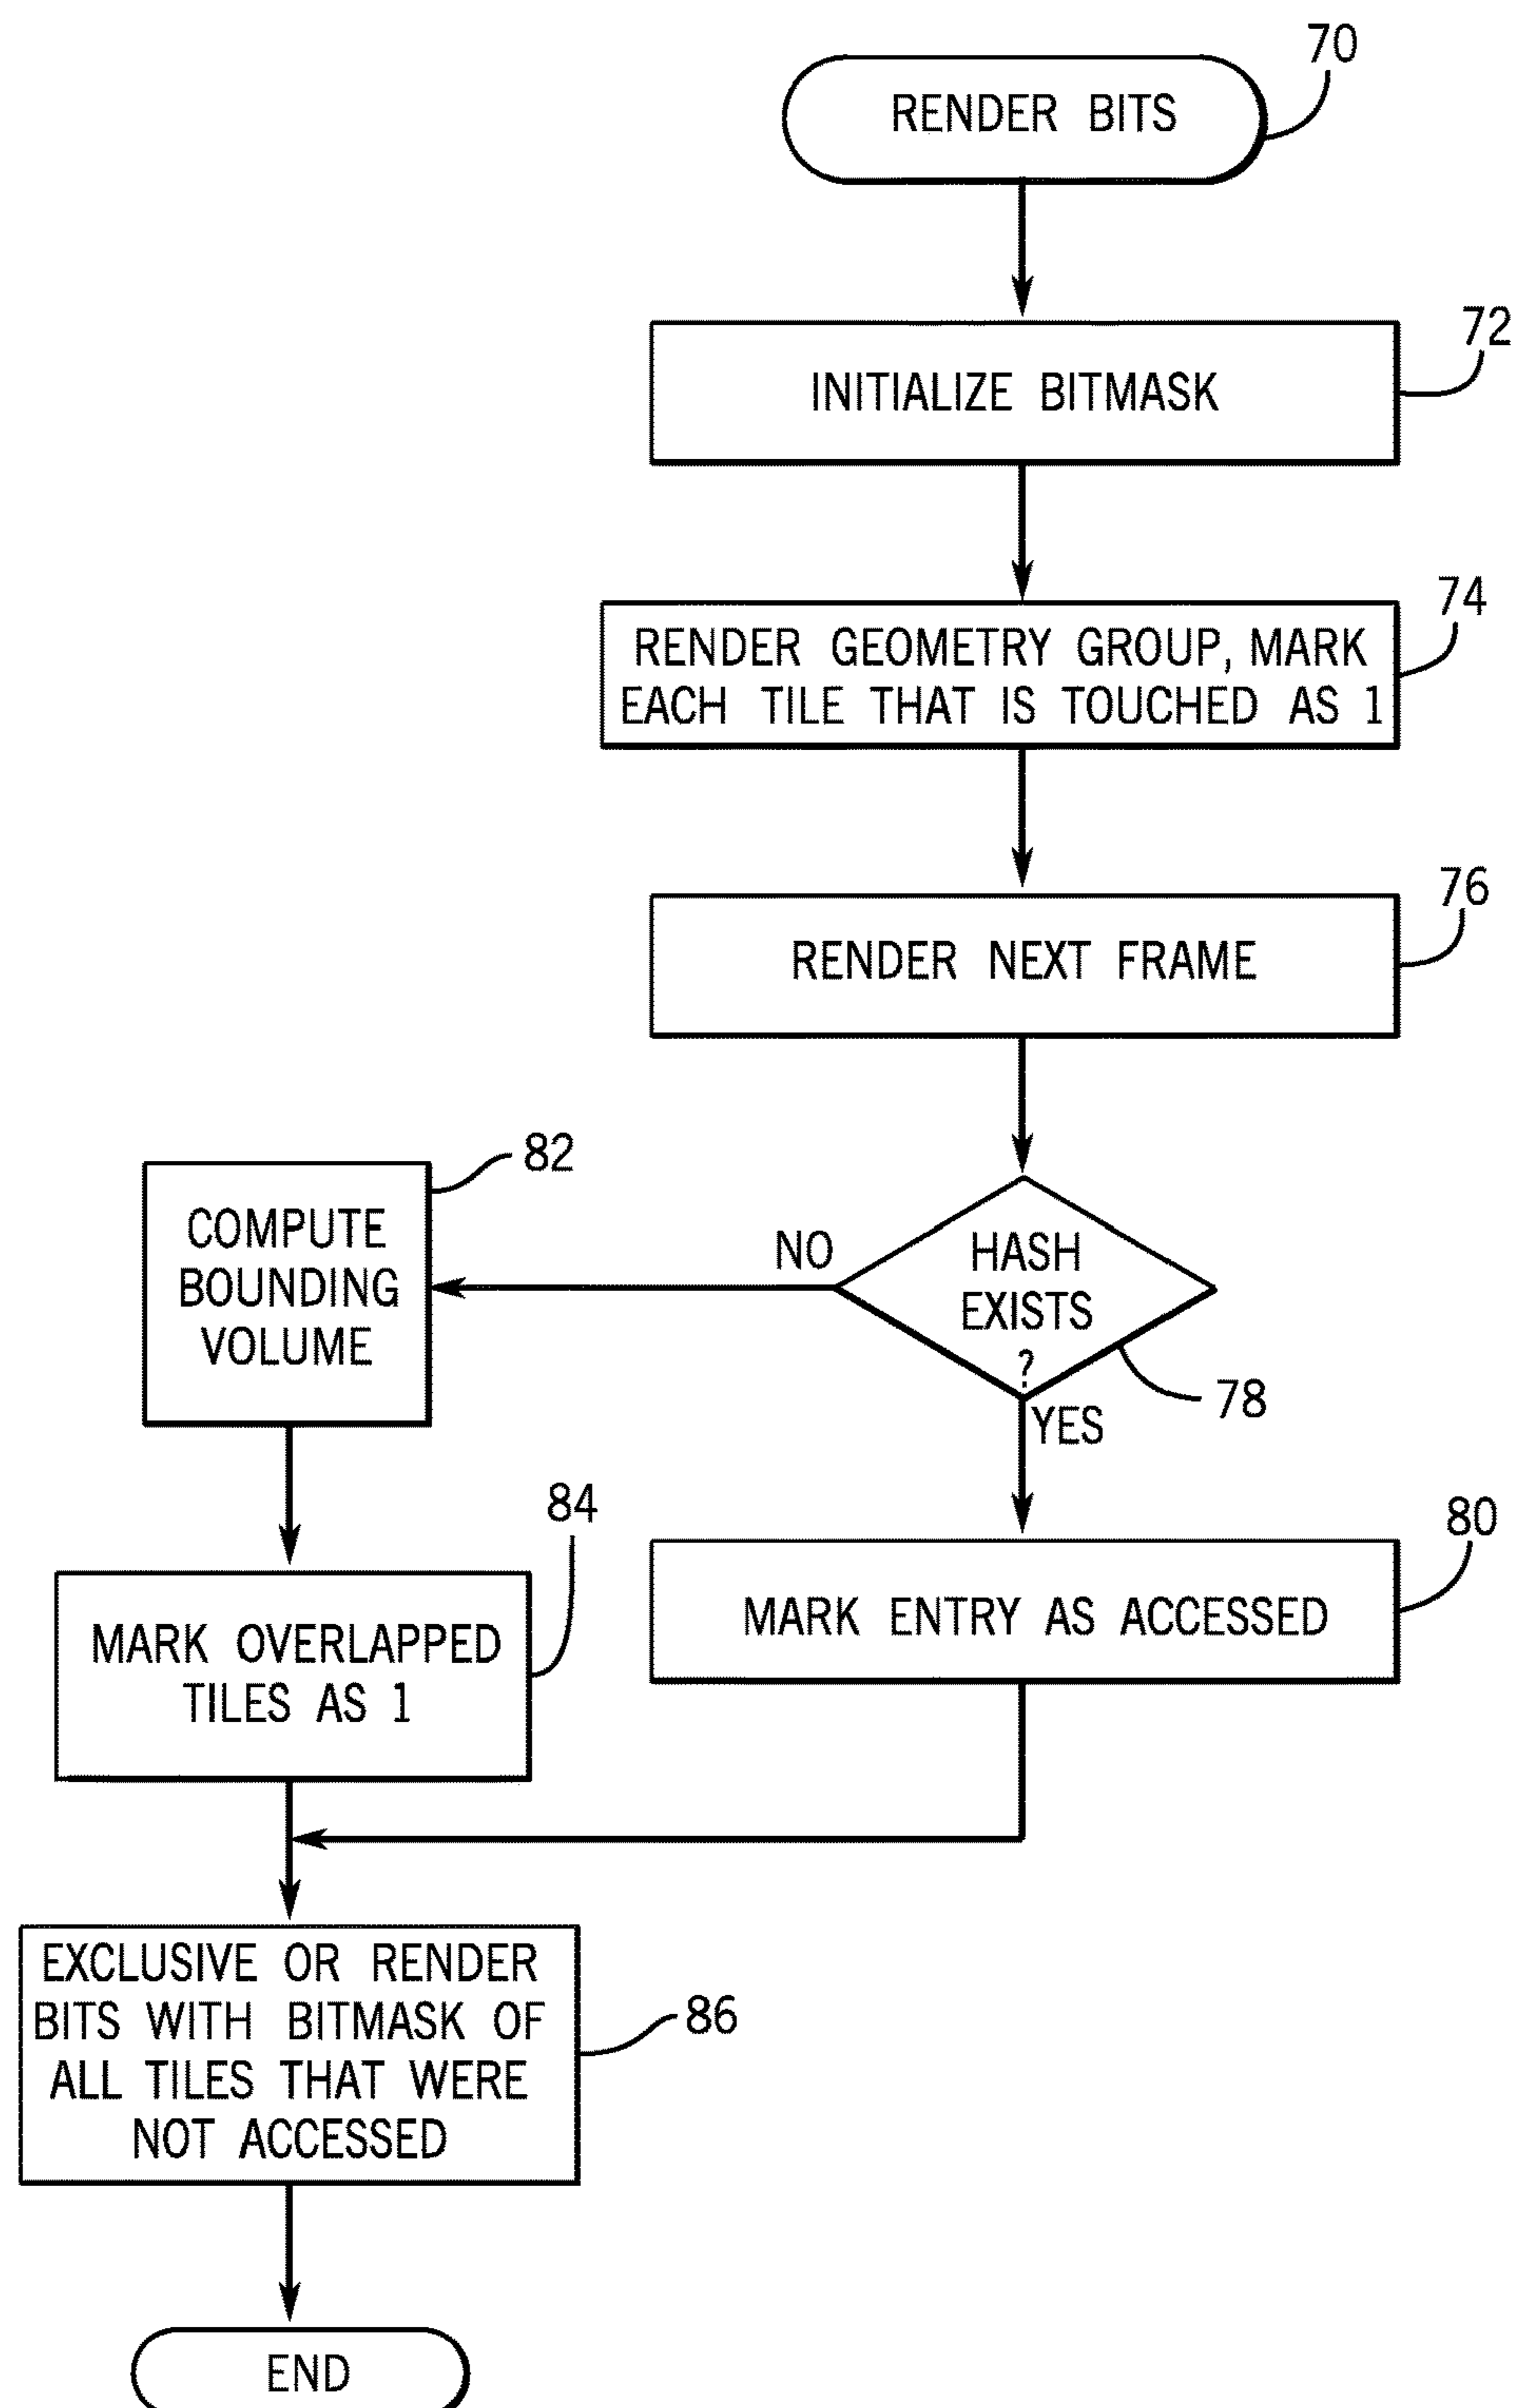 70
RENDER BITS
72
INITIALIZE BITMASK
74
RENDER GEOMETRY GROUP, MARK
EACH TILE THAT IS TOUCHED AS 1
76
RENDER NEXT FRAME
82
COMPUTE
BOUNDING
VOLUME
NO
HASH
EXISTS
?
78
YES
84
MARK OVERLAPPED
TILES AS 1
80
MARK ENTRY AS ACCESSED
EXCLUSIVE OR RENDER
BITS WITH BITMASK OF
ALL TILES THAT WERE
NOT ACCESSED
86
END